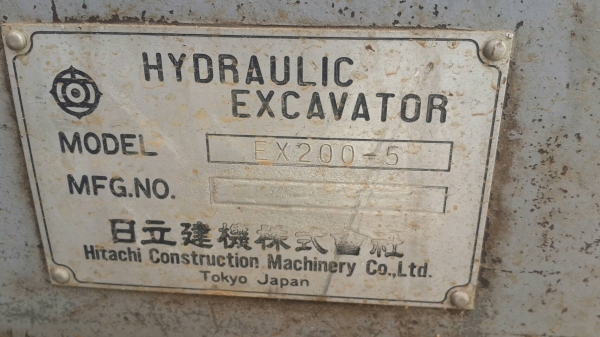 HYDRAULIC
EXCAVATOR
MODEL EX200-5
MFG.NO.
日立建機株式會社
Hitachi Construction Machinery Co.,Ltd.
Tokyo Japan